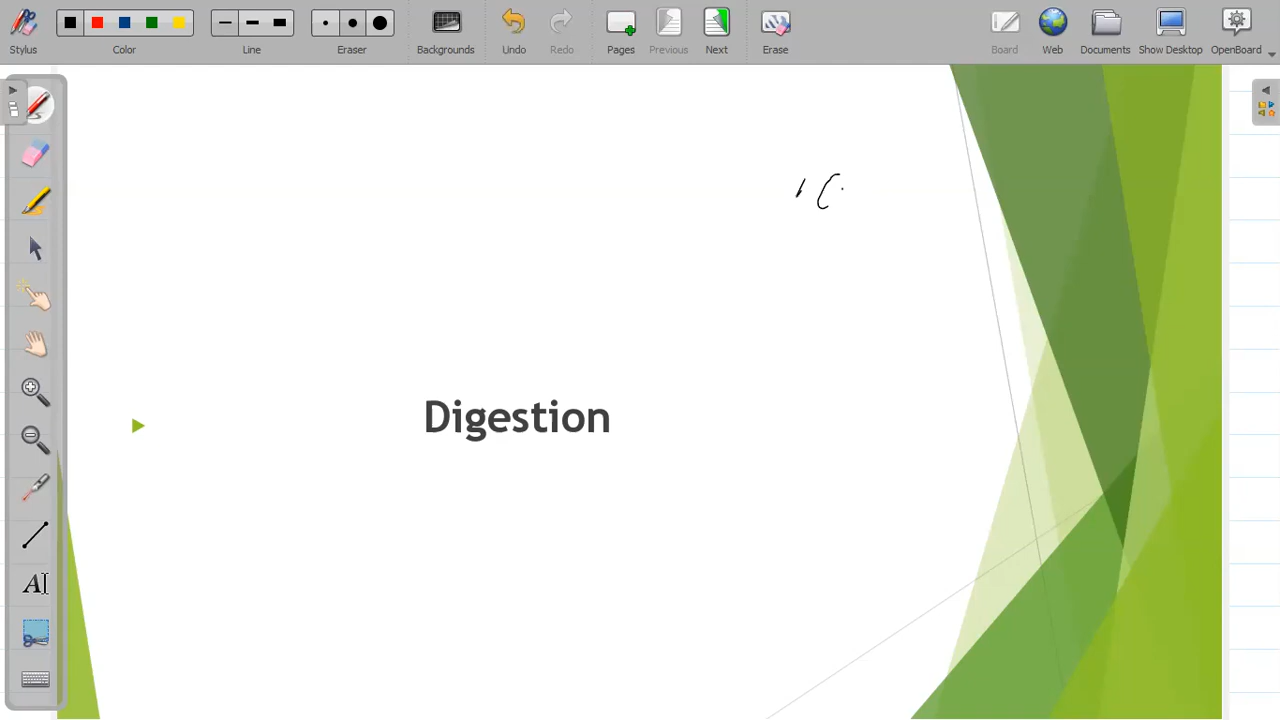 Stylus
Color
Line
Eraser
Backgrounds
Undo
Redo
Pages
Previous
Next
Erase
Board
Web
Documents
Show Desktop
OpenBoard
Digestion